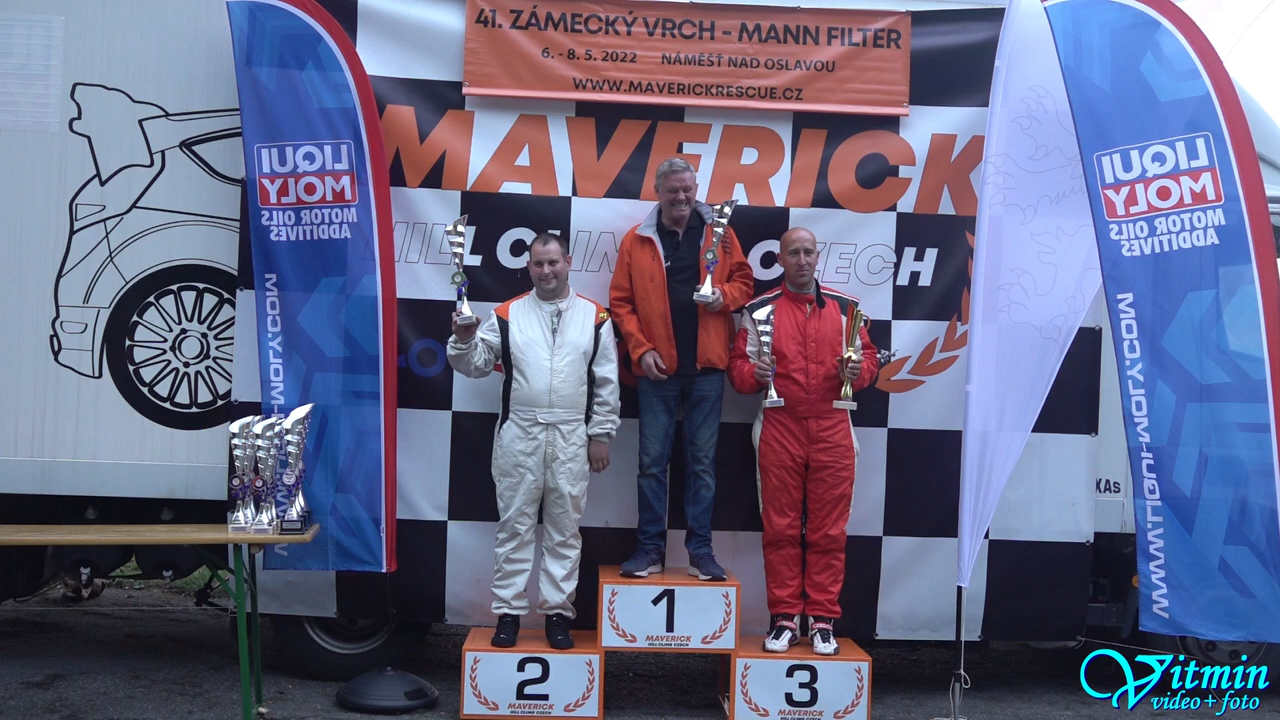 41. ZÁMECKÝ VRCH - MANN FILTER
6. - 8. 5. 2022 NÁMĚŠŤ NAD OSLAVOU
WWW.MAVERICKRESCUE.CZ
MAVERICK
HILL CLIMB CZECH
LIQUI
MOLY
MOTOR OILS
ADDITIVES
LIQUI
MOLY
MOTOR OILS
ADDITIVES
WWW.LIQUI-MOLY.COM
WWW.LIQUI-MOLY.COM
XAs
1
MAVERICK
HILL CLIMB CZECH
2
MAVERICK
HILL CLIMB CZECH
3
MAVERICK
HILL CLIMB CZECH
Vitmin
video+foto